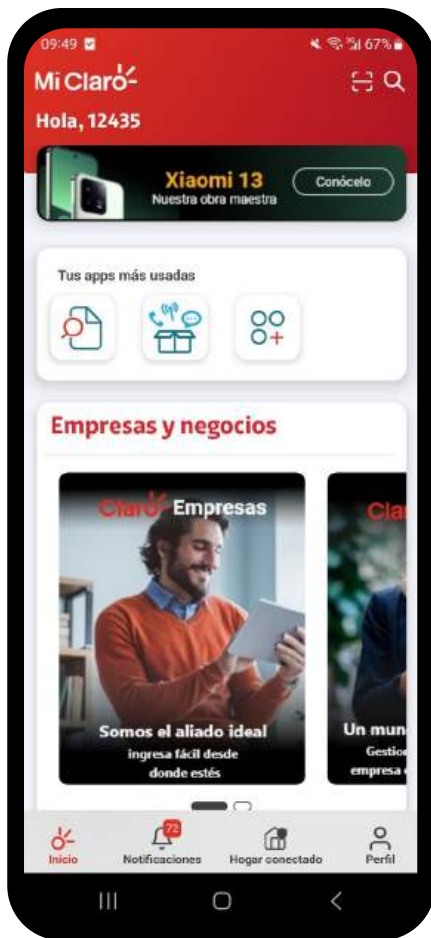 09:49
67%
Mi Claro
Hola, 12435
Xiaomi 13
Nuestra obra maestra
Conócelo
Tus apps más usadas
Empresas y negocios
Claro Empresas
Somos el aliado ideal
ingresa fácil desde
donde estés
Cla
Un mun
Gestion
empresa
72
Inicio
Notificaciones
Hogar conectado
Perfil